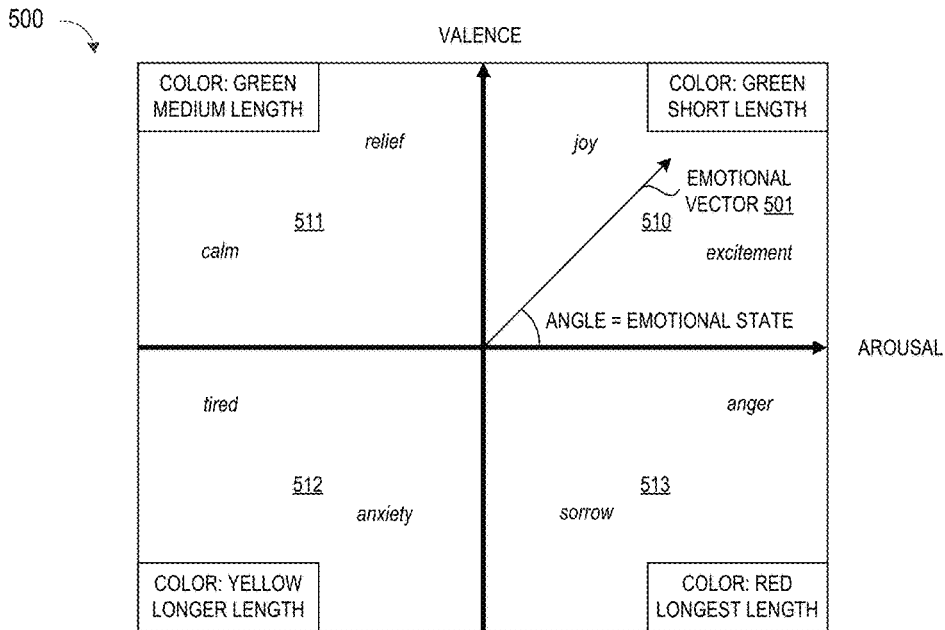 500
VALENCE
COLOR: GREEN
MEDIUM LENGTH
COLOR: GREEN
SHORT LENGTH
relief
joy
EMOTIONAL
VECTOR 501
511
510
calm
excitement
ANGLE = EMOTIONAL STATE
AROUSAL
tired
anger
512
513
anxiety
sorrow
COLOR: YELLOW
LONGER LENGTH
COLOR: RED
LONGEST LENGTH